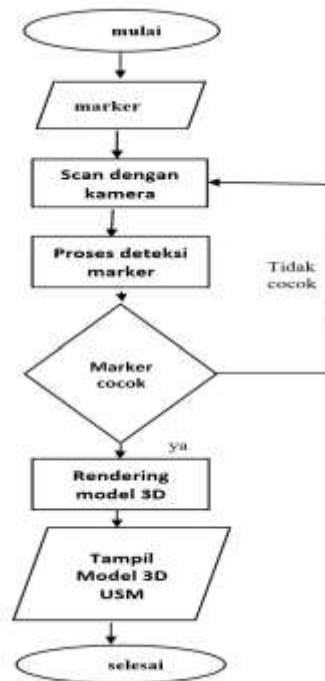 mulai
marker
Scan dengan
kamera
Proses deteksi
marker
Tidak
cocok
Marker
cocok
ya
Rendering
model 3D
Tampil
Model 3D
USM
selesai